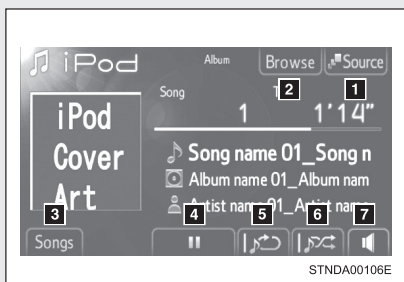 iPod
Album
Browse
Source
Song
T
2
1
1
1'14"
iPod
Cover
Art
Song name 01_Song n
Album name 01_Album nam
Artist name 01_Artist name
3
4
5
6
7
Songs
STNDA00106E